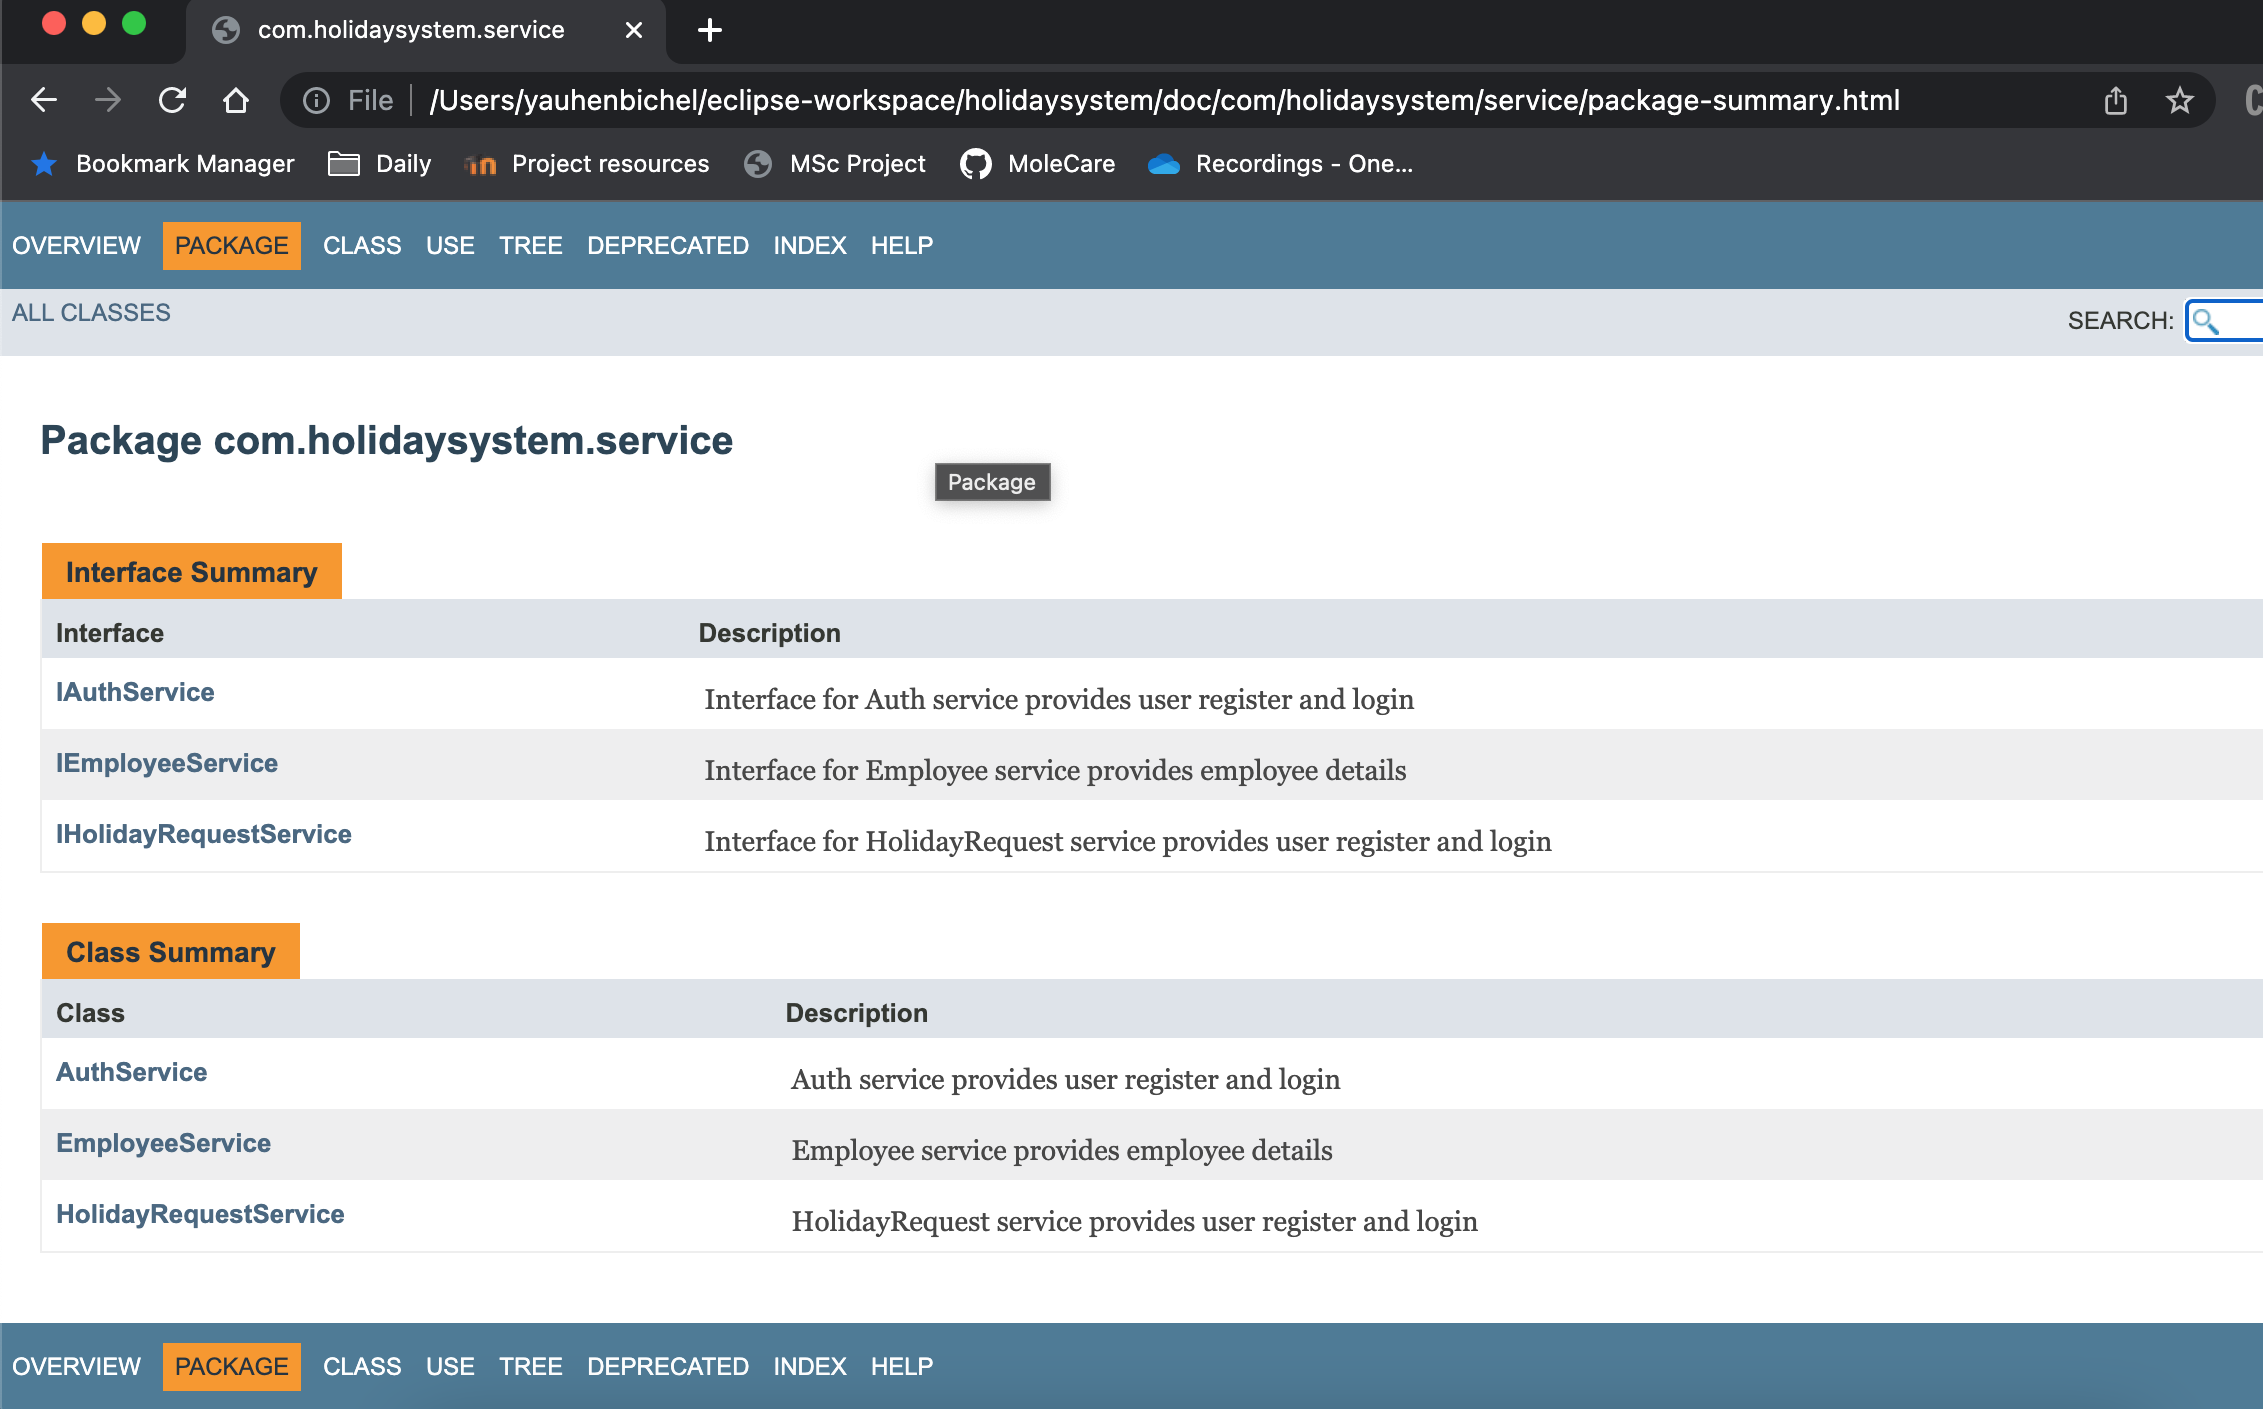 com.holidaysystem.service
File /Users/yauhenbichel/eclipse-workspace/holidaysystem/doc/com/holidaysystem/service/package-summary.html
Bookmark Manager Daily Project resources MSc Project MoleCare Recordings - One...
OVERVIEW PACKAGE CLASS USE TREE DEPRECATED INDEX HELP
ALL CLASSES SEARCH:
Package com.holidaysystem.service
Package
Interface Summary
Interface Description
IAuthService Interface for Auth service provides user register and login
IEmployeeService Interface for Employee service provides employee details
IHolidayRequestService Interface for HolidayRequest service provides user register and login
Class Summary
Class Description
AuthService Auth service provides user register and login
EmployeeService Employee service provides employee details
HolidayRequestService HolidayRequest service provides user register and login
OVERVIEW PACKAGE CLASS USE TREE DEPRECATED INDEX HELP